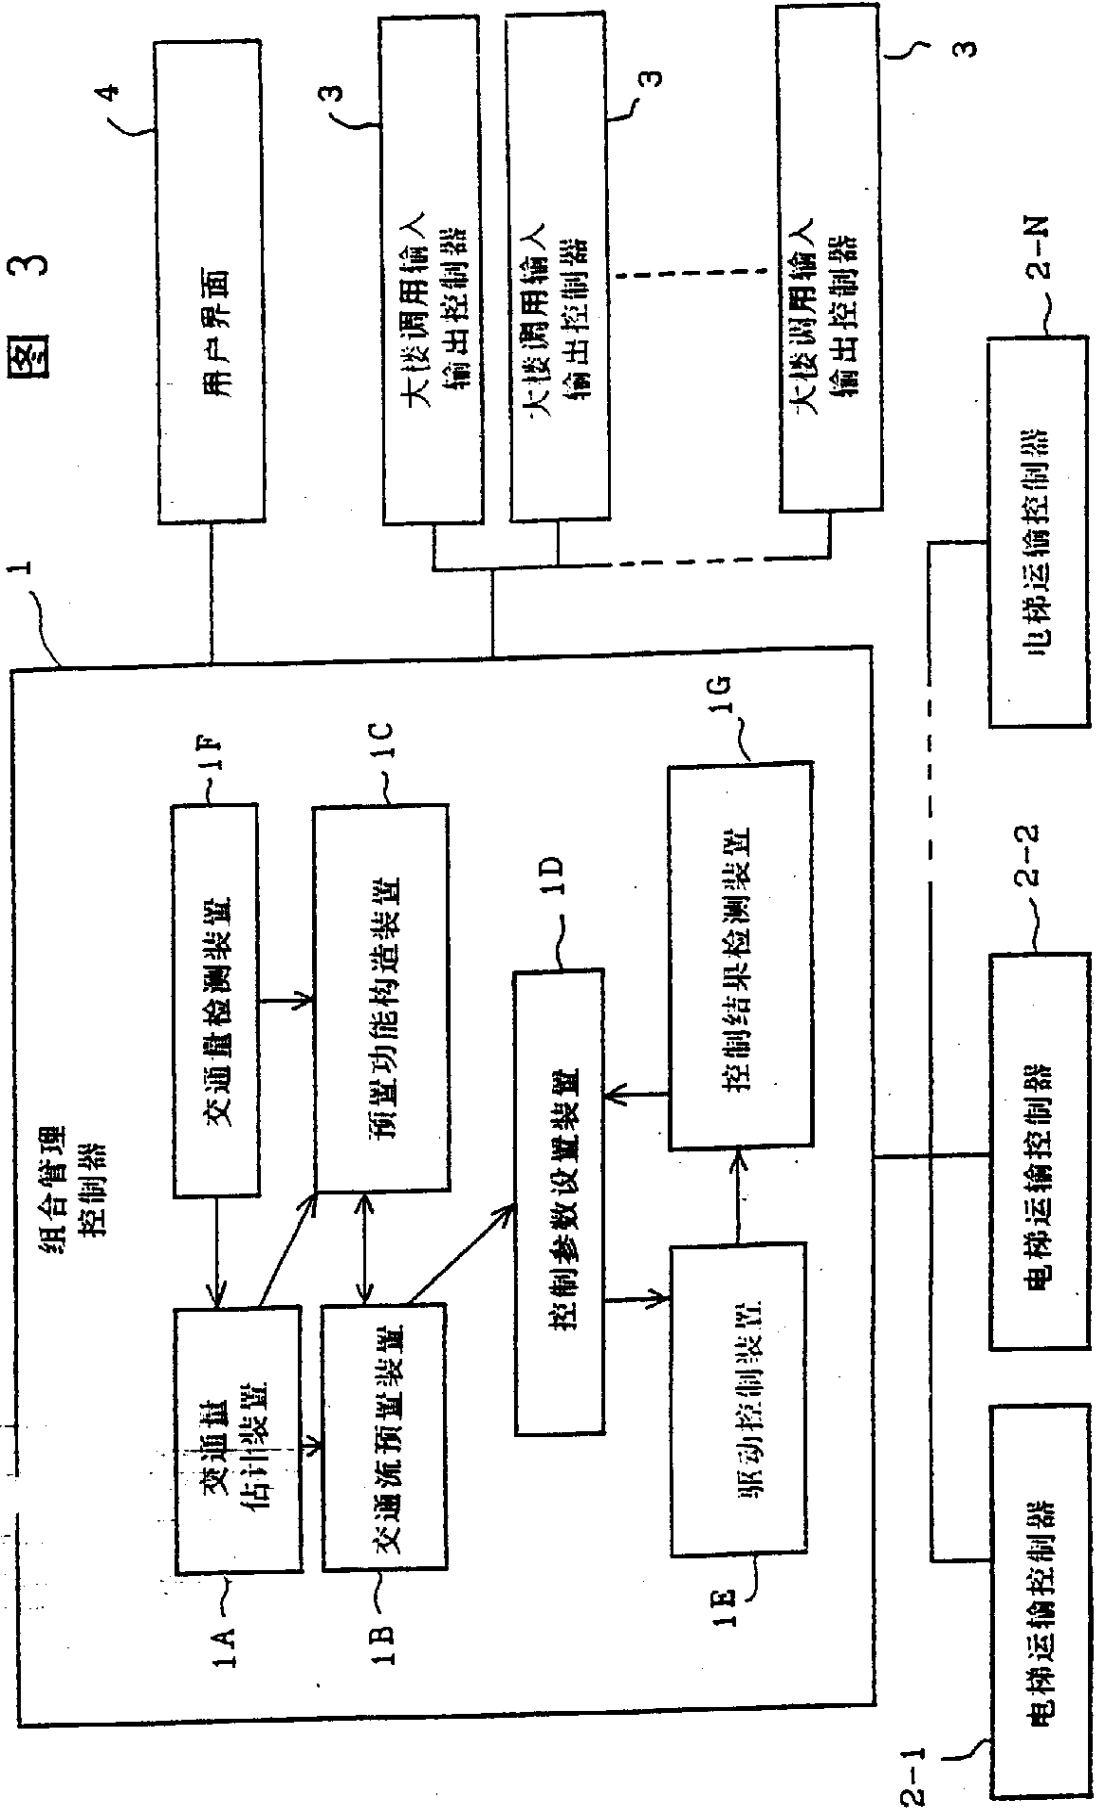 图 3
1
组合管理
控制器
1A
交通量
估计装置
交通量检测装置
1F
1B
交通流预置装置
预置功能构造装置
1C
控制参数设置装置
1D
1E
驱动控制装置
控制结果检测装置
1G
用户界面
4
大楼调用输入
输出控制器
3
大楼调用输入
输出控制器
3
大楼调用输入
输出控制器
3
2-1
电梯运输控制器
电梯运输控制器
2-2
电梯运输控制器
2-N